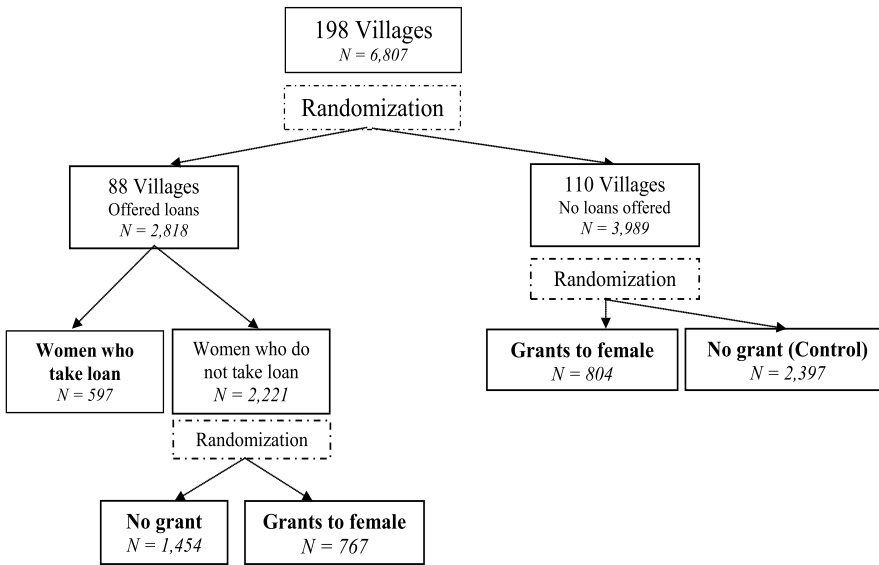 198 Villages
N = 6,807
Randomization
88 Villages
Offered loans
N = 2,818
110 Villages
No loans offered
N = 3,989
Randomization
Women who
take loan
N = 597
Women who do
not take loan
N = 2,221
Grants to female
N = 804
No grant (Control)
N = 2,397
Randomization
No grant
N = 1,454
Grants to female
N = 767